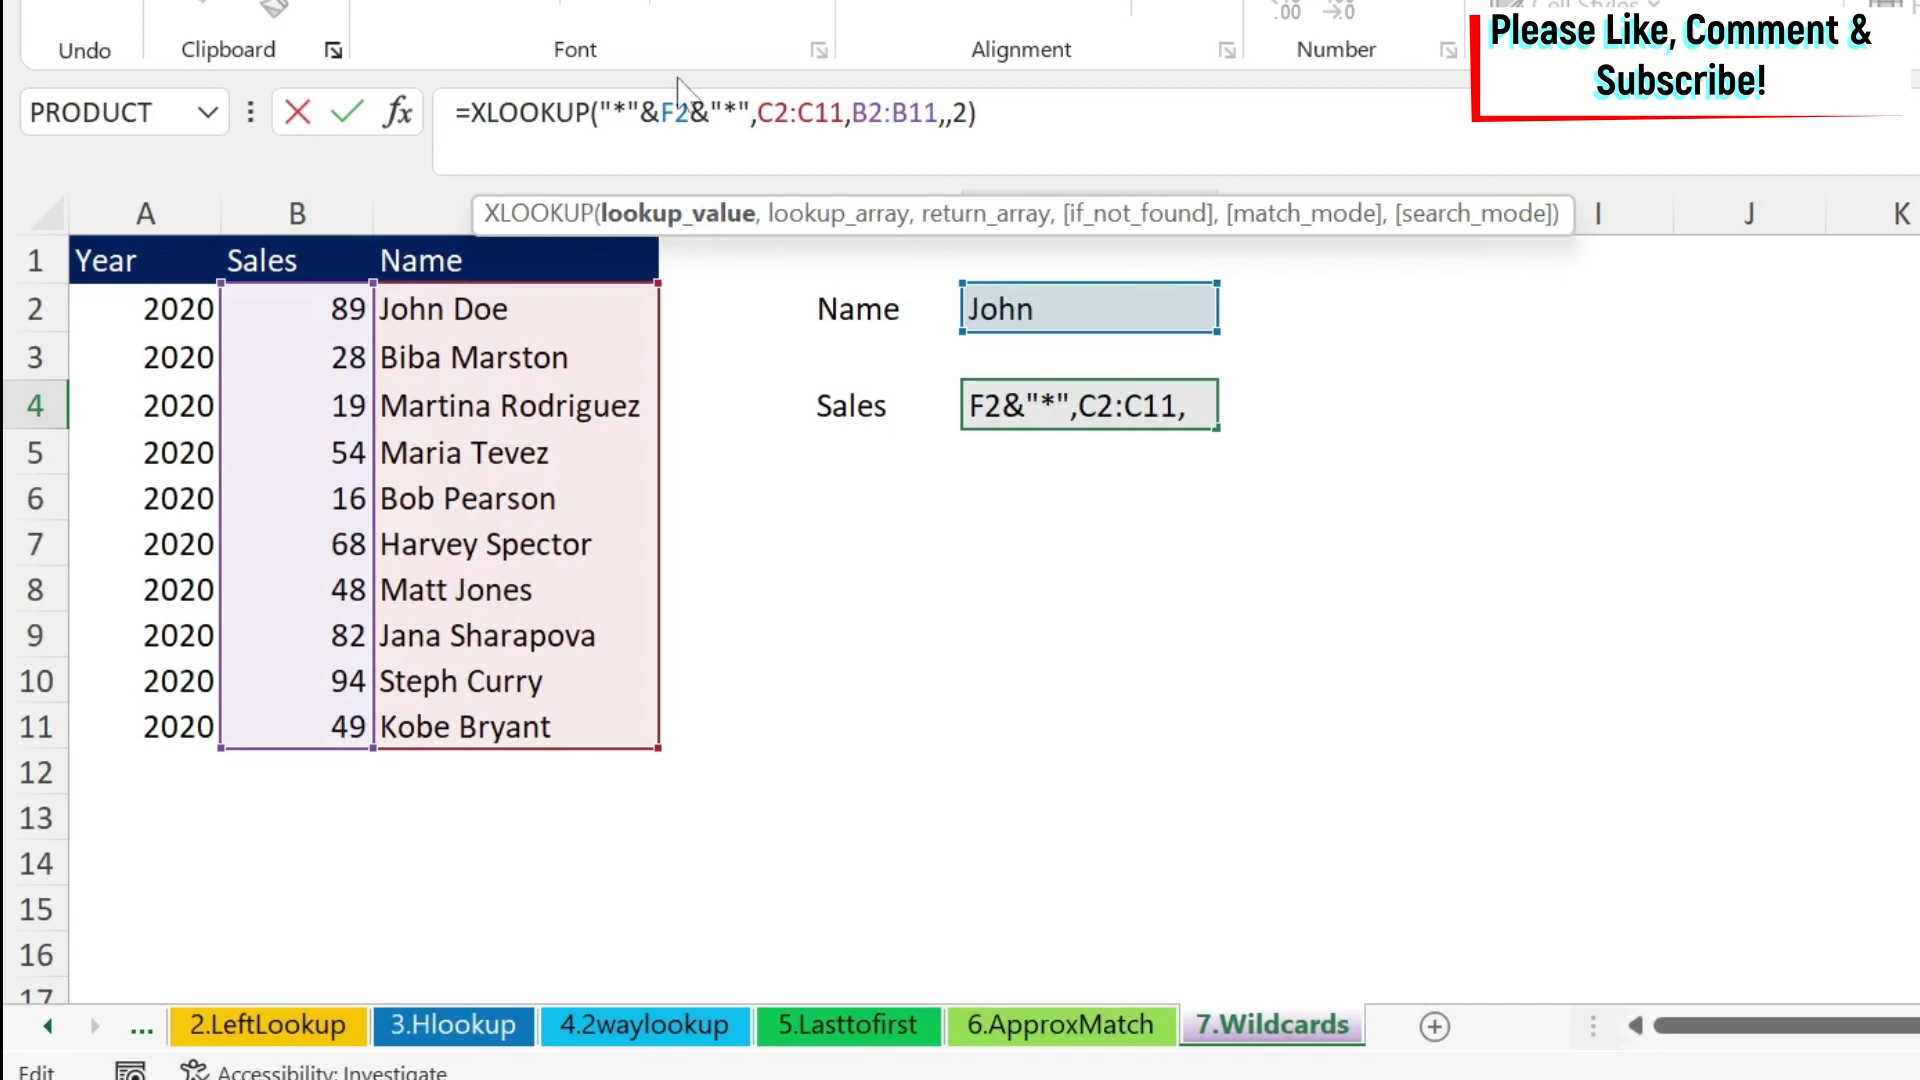 Cell Styles
Undo
Clipboard
Font
Alignment
Number
.00
Please Like, Comment &
Subscribe!
PRODUCT
fx
=XLOOKUP("*"&F2&"*",C2:C11,B2:B11,,2)
XLOOKUP(lookup_value, lookup_array, return_array, [if_not_found], [match_mode], [search_mode])
A B I J K
1 Year Sales Name
2 2020 89 John Doe Name John
3 2020 28 Biba Marston
4 2020 19 Martina Rodriguez Sales F2&"*",C2:C11,
5 2020 54 Maria Tevez
6 2020 16 Bob Pearson
7 2020 68 Harvey Spector
8 2020 48 Matt Jones
9 2020 82 Jana Sharapova
10 2020 94 Steph Curry
11 2020 49 Kobe Bryant
12
13
14
15
16
17
... 2.LeftLookup 3.Hlookup 4.2waylookup 5.Lasttofirst 6.ApproxMatch 7.Wildcards
Edit Accessibility: Investigate